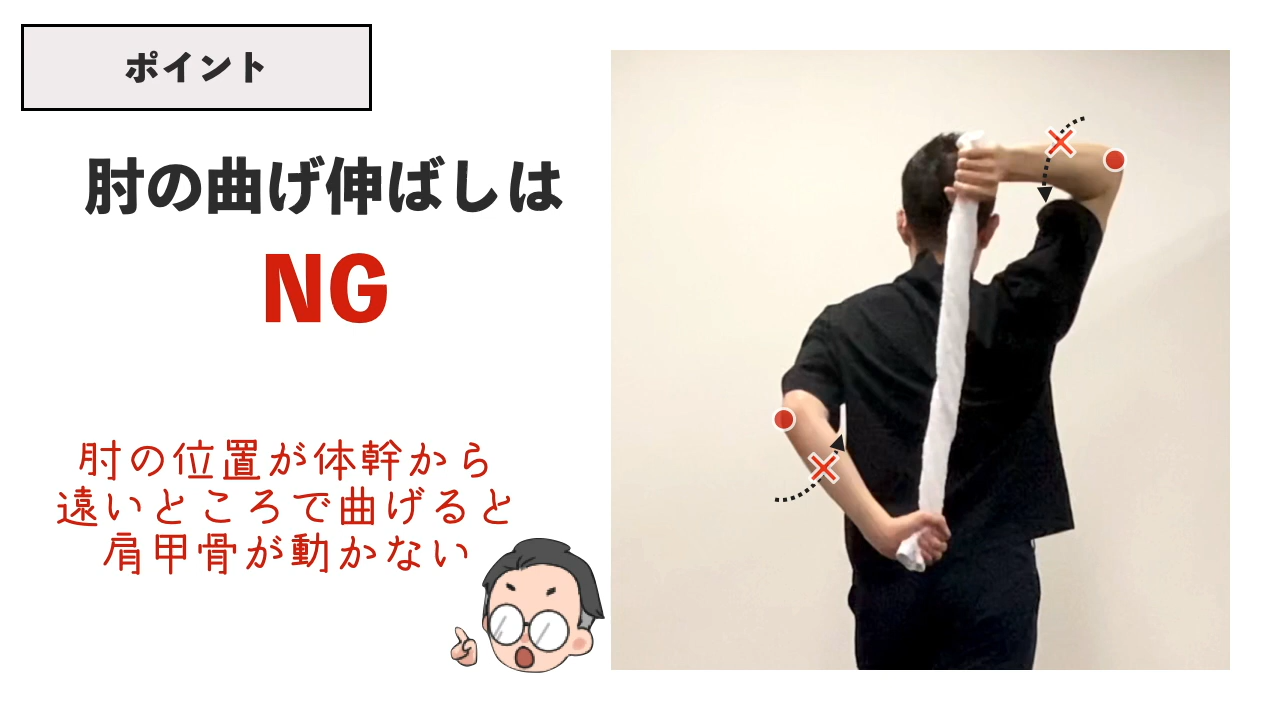 ポイント
肘の曲げ伸ばしは
NG
肘の位置が体幹から
遠いところで曲げると
肩甲骨が動かない